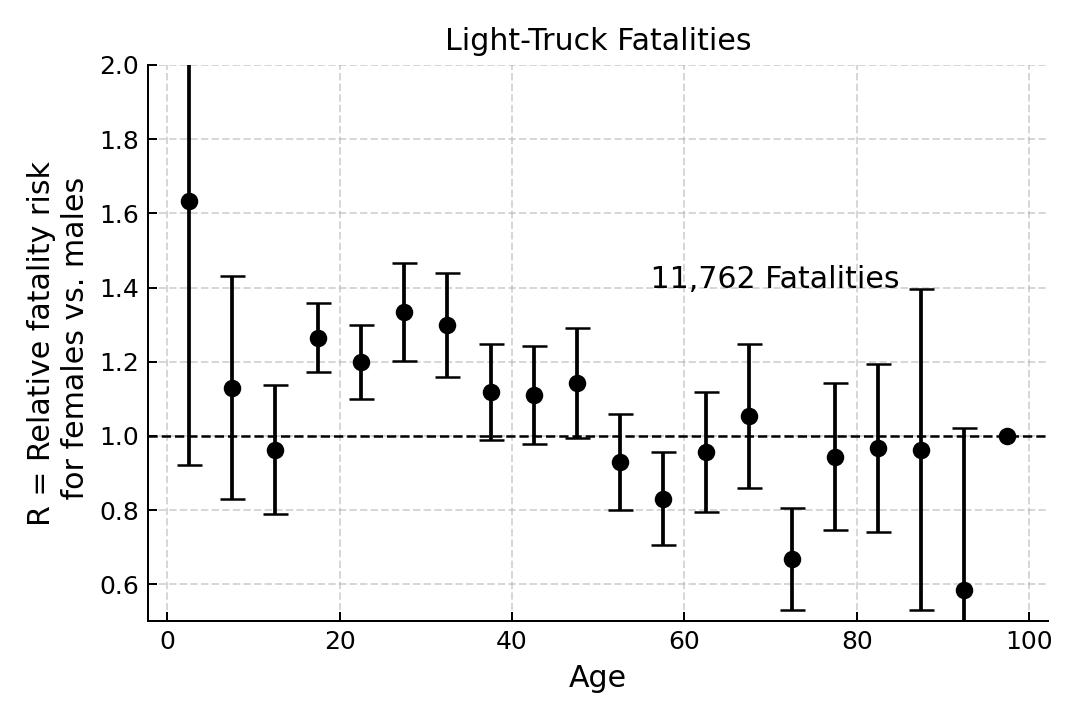 Light-Truck Fatalities
R = Relative fatality risk
for females vs. males
2.0
1.8
1.6
1.4
1.2
1.0
0.8
0.6
11,762 Fatalities
0
20
40
60
80
100
Age